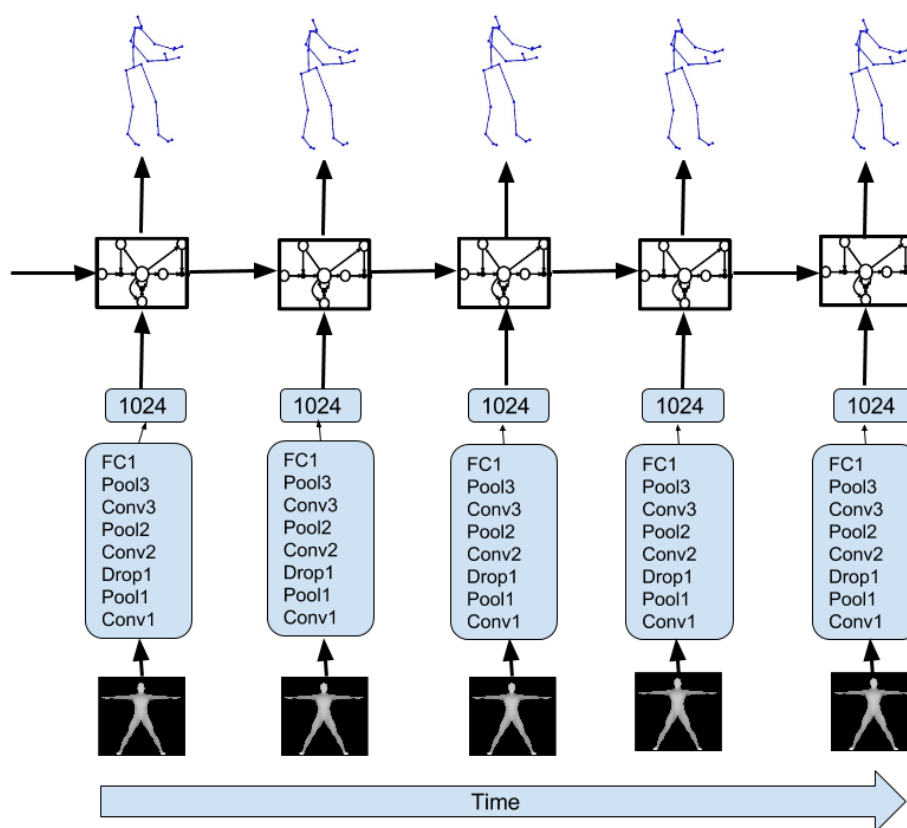 1024
1024
1024
1024
1024
FC1
Pool3
Conv3
Pool2
Conv2
Drop1
Pool1
Conv1
FC1
Pool3
Conv3
Pool2
Conv2
Drop1
Pool1
Conv1
FC1
Pool3
Conv3
Pool2
Conv2
Drop1
Pool1
Conv1
FC1
Pool3
Conv3
Pool2
Conv2
Drop1
Pool1
Conv1
FC1
Pool3
Conv3
Pool2
Conv2
Drop1
Pool1
Conv1
Time